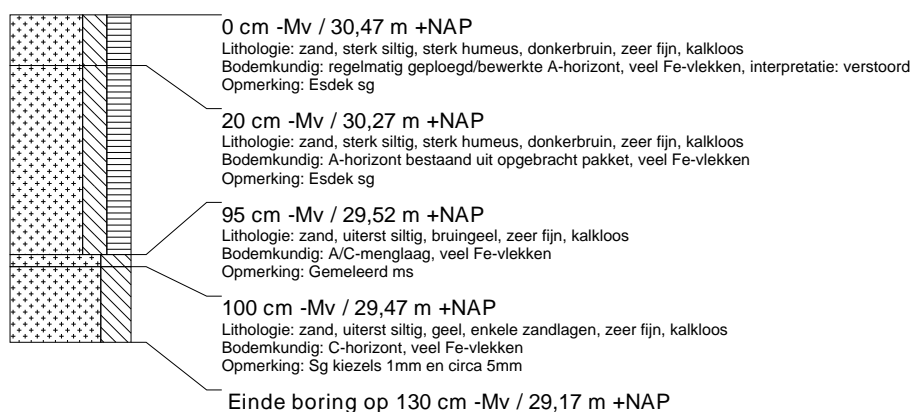 0 cm -Mv / 30,47 m +NAP
Lithologie: zand, sterk siltig, sterk humeus, donkerbruin, zeer fijn, kalkloos
Bodemkundig: regelmatig geploegd/bewerkte A-horizont, veel Fe-vlekken, interpretatie: verstoord
Opmerking: Esdek sg
20 cm -Mv / 30,27 m +NAP
Lithologie: zand, sterk siltig, sterk humeus, donkerbruin, zeer fijn, kalkloos
Bodemkundig: A-horizont bestaand uit opgebracht pakket, veel Fe-vlekken
Opmerking: Esdek sg
95 cm -Mv / 29,52 m +NAP
Lithologie: zand, uiterst siltig, bruingeel, zeer fijn, kalkloos
Bodemkundig: A/C-menglaag, veel Fe-vlekken
Opmerking: Gemeleerd ms
100 cm -Mv / 29,47 m +NAP
Lithologie: zand, uiterst siltig, geel, enkele zandlagen, zeer fijn, kalkloos
Bodemkundig: C-horizont, veel Fe-vlekken
Opmerking: Sg kiezels 1mm en circa 5mm
Einde boring op 130 cm -Mv / 29,17 m +NAP